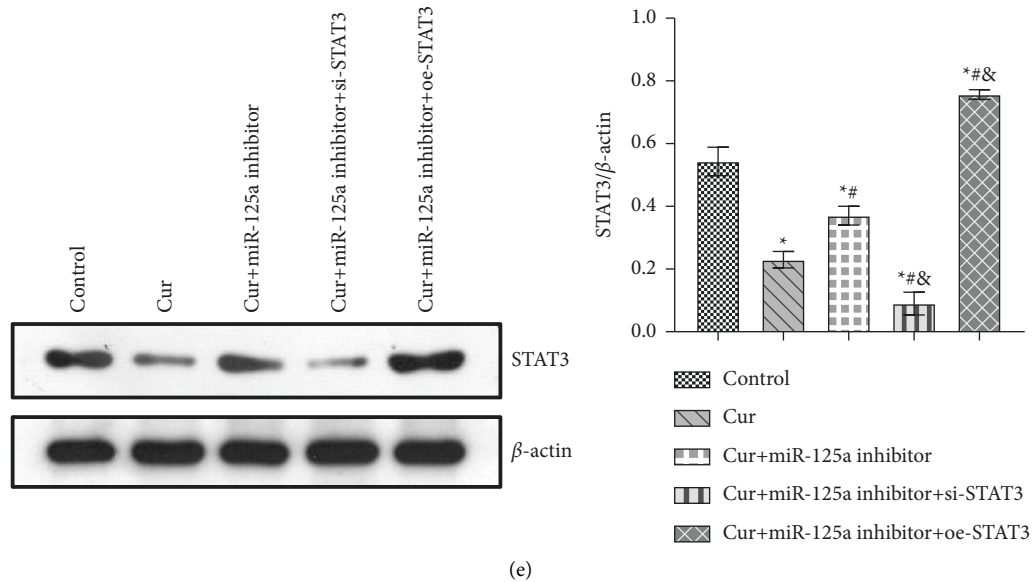 Control
Cur
Cur+miR-125a inhibitor
Cur+miR-125a inhibitor+si-STAT3
Cur+miR-125a inhibitor+oe-STAT3
STAT3
β-actin
STAT3/β-actin
1.0
0.8
0.6
0.4
0.2
0.0
*
*#
*#&
*#&
Control
Cur
Cur+miR-125a inhibitor
Cur+miR-125a inhibitor+si-STAT3
Cur+miR-125a inhibitor+oe-STAT3
(e)